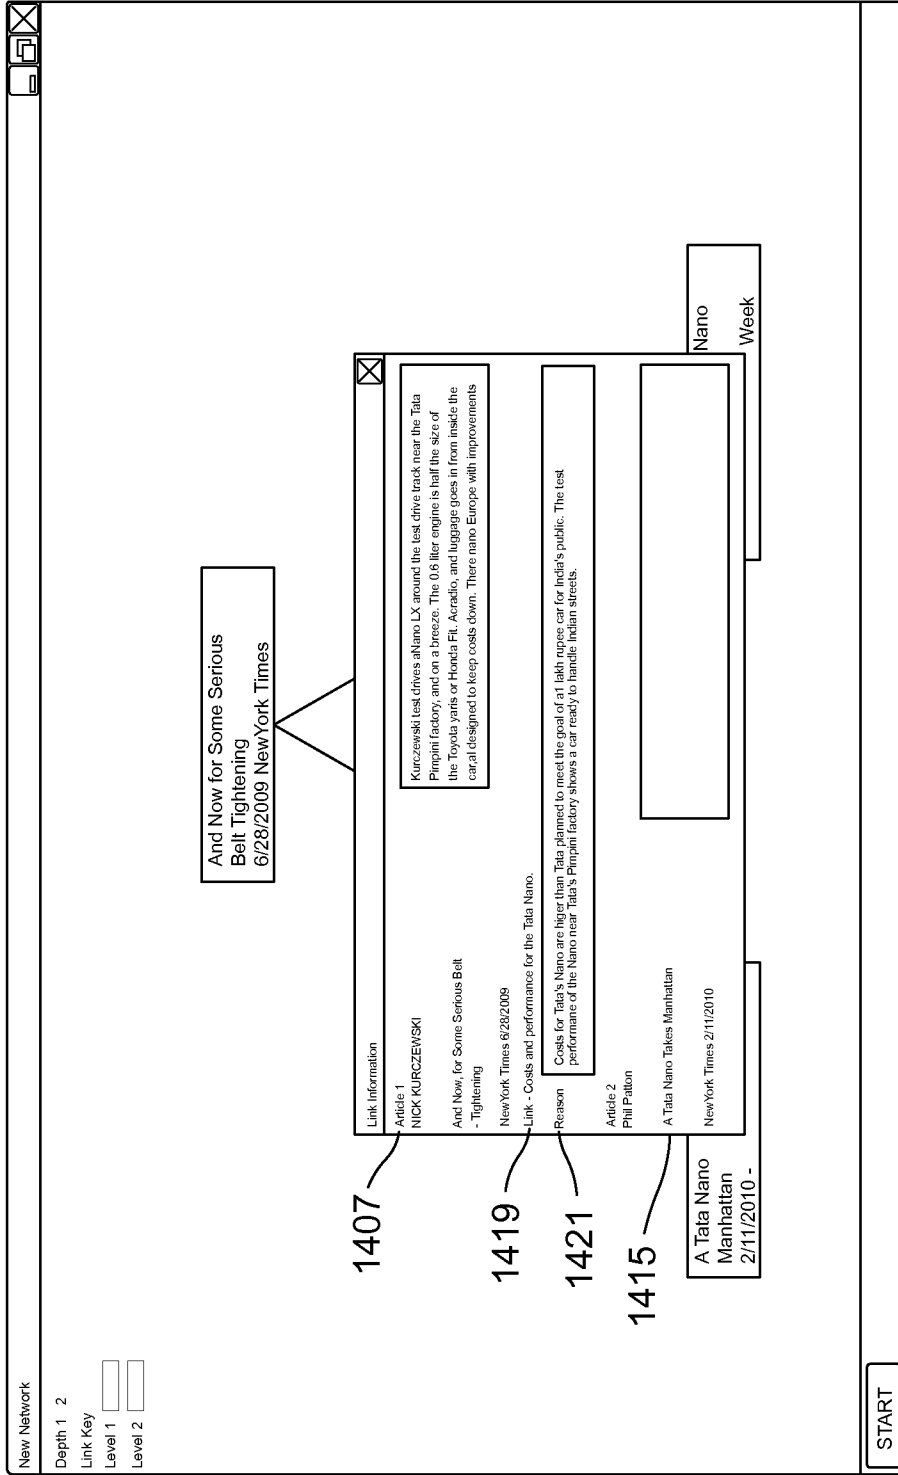 New Network
Depth 1 2
Link Key
Level 1
Level 2
And Now for Some Serious
Belt Tightening
6/28/2009 NewYork Times
Link Information
1407
Article 1
NICK KURCZEWSKI
And Now, for Some Serious Belt
- Tightening
NewYork Times 6/28/2009
Kurczewski test drives aNano LX around the test drive track near the Tata
Pimpini factory, and on a breeze. The 0.6 liter engine is half the size of
the Toyota yaris or Honda Fit. Acradio, and luggage goes in from inside the
car,al designed to keep costs down. There nano Europe with improvements
1419
Link - Costs and performance for the Tata Nano.
1421
Reason
Costs for Tata's Nano are higer than Tata planned to meet the goal of a1 lakh rupee car for India's public. The test
performane of the Nano near Tata's Pimpini factory shows a car ready to handle Indian streets.
Article 2
Phil Patton
1415
A Tata Nano Takes Manhattan
NewYork Times 2/11/2010
A Tata Nano
Manhattan
2/11/2010 -
Nano
Week
START